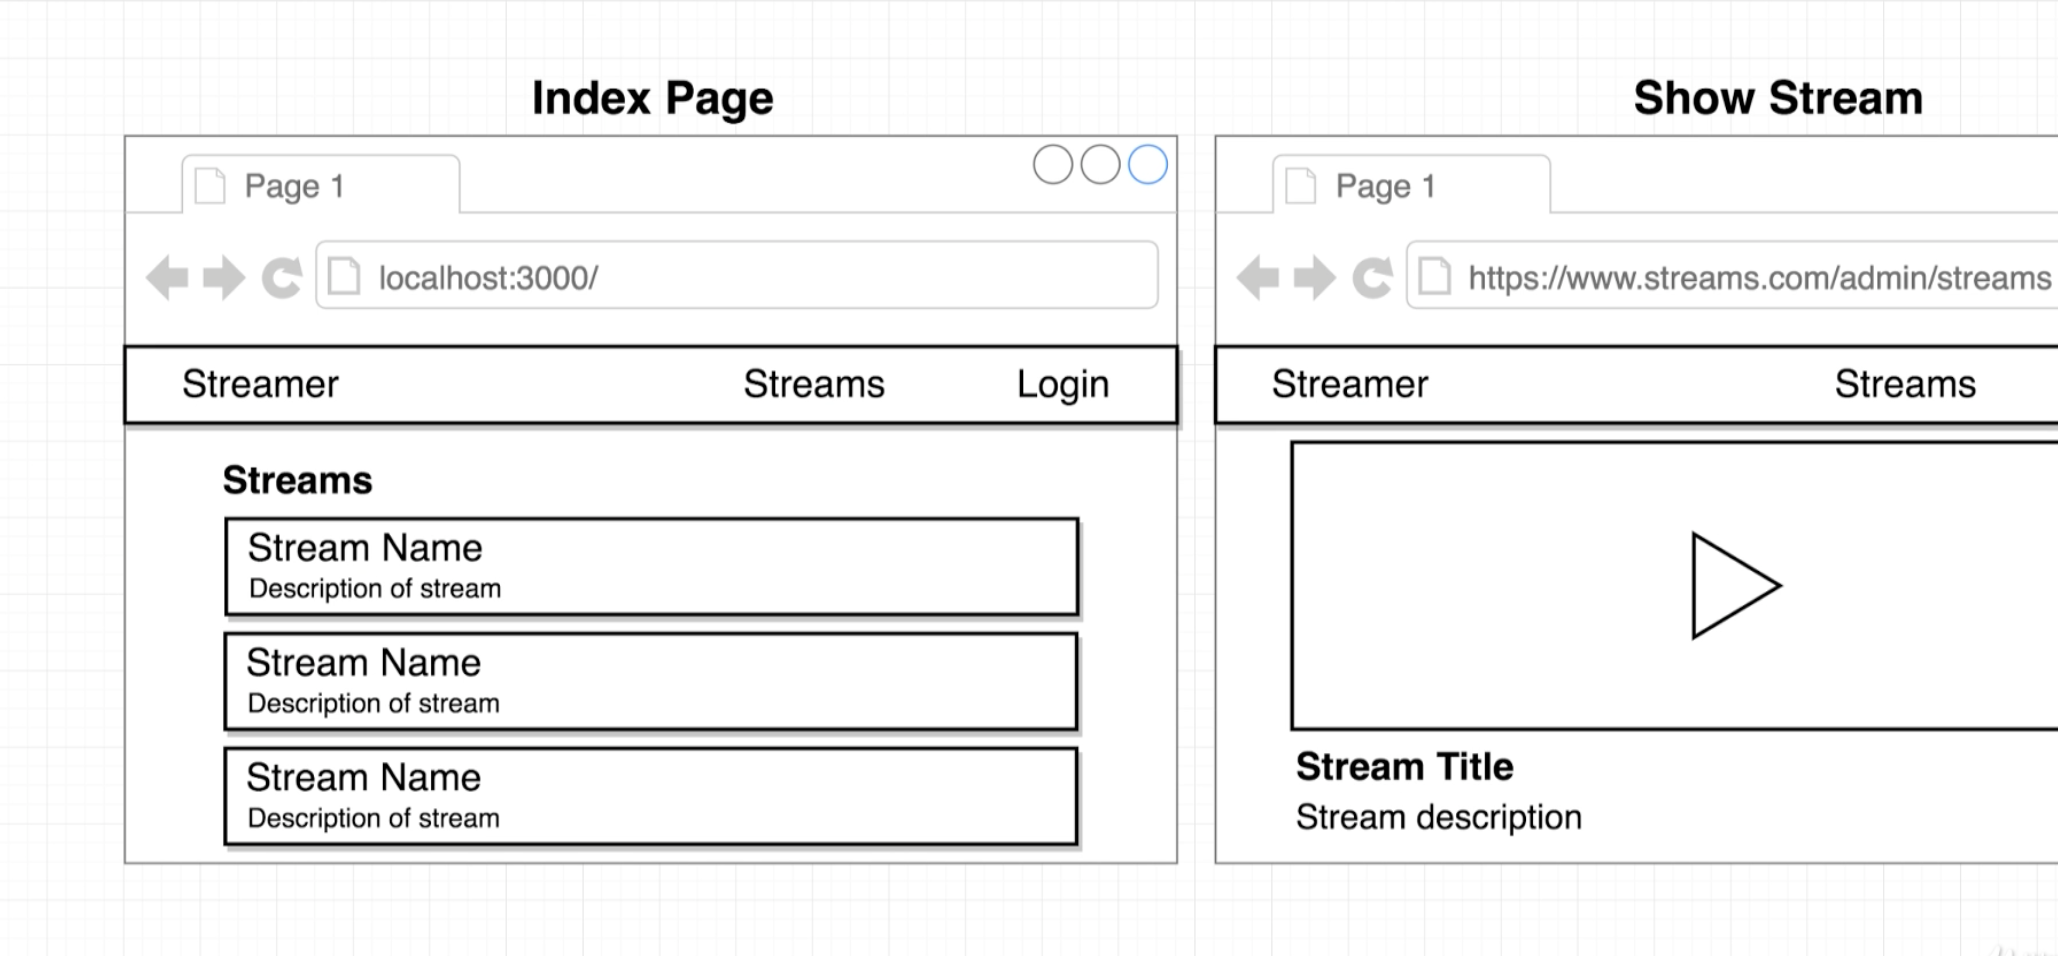 Index Page
Page 1
localhost:3000/
Streamer Streams Login
Streams
Stream Name
Description of stream
Stream Name
Description of stream
Stream Name
Description of stream
Show Stream
Page 1
https://www.streams.com/admin/streams
Streamer Streams
Stream Title
Stream description